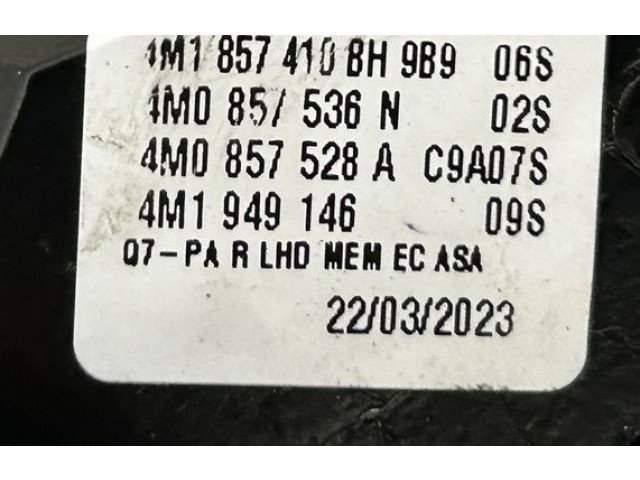 4M1 857 410 BH 9B9 06S
4M0 857 536 N 02S
4M0 857 528 A C9A07S
4M1 949 146 09S
Q7-PA R LHD MEM EC ASA
22/03/2023